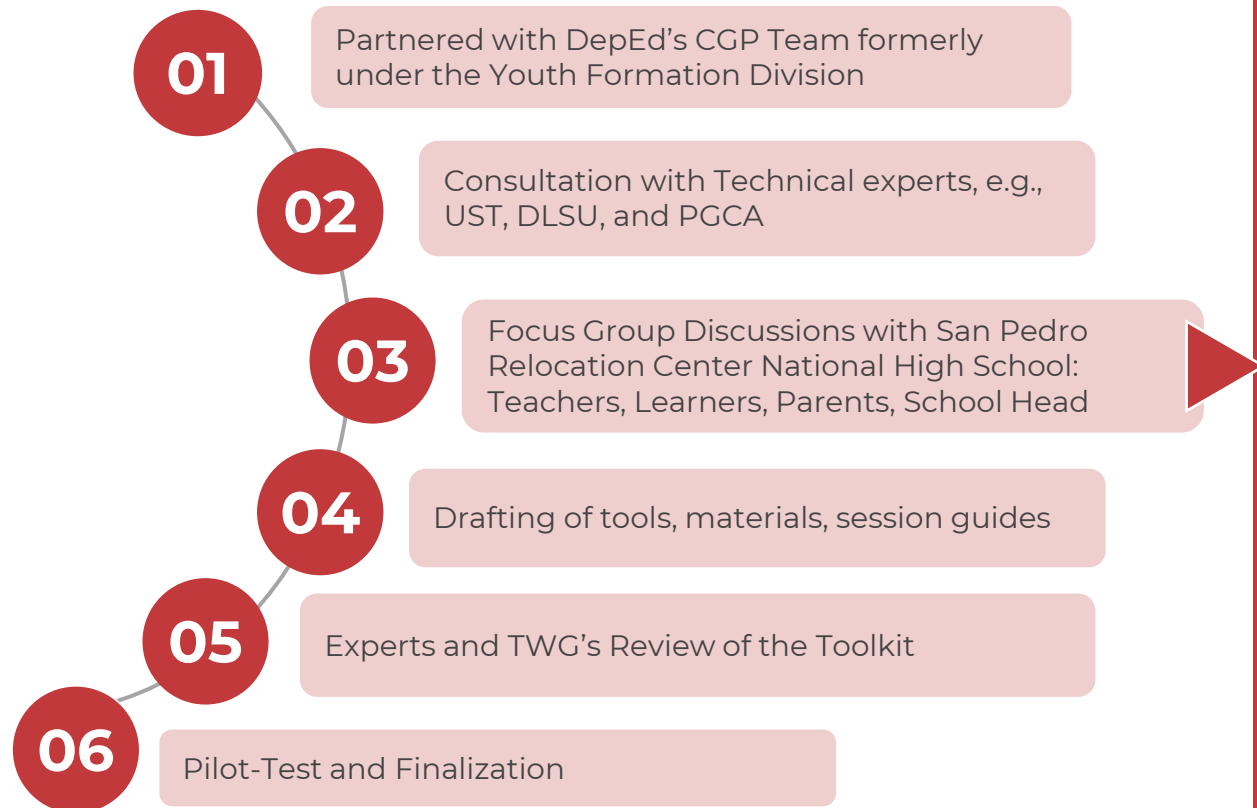 01
Partnered with DepEd’s CGP Team formerly
under the Youth Formation Division
02
Consultation with Technical experts, e.g.,
UST, DLSU, and PGCA
03
Focus Group Discussions with San Pedro
Relocation Center National High School:
Teachers, Learners, Parents, School Head
04
Drafting of tools, materials, session guides
05
Experts and TWG’s Review of the Toolkit
06
Pilot-Test and Finalization